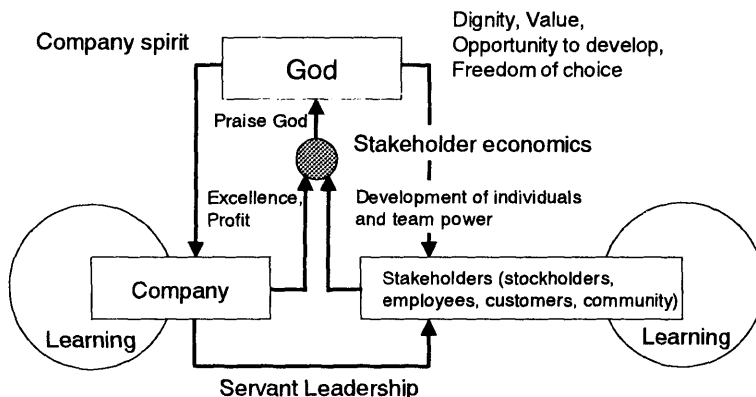 Company spirit
God
Dignity, Value,
Opportunity to develop,
Freedom of choice
Praise God
Stakeholder economics
Excellence,
Profit
Development of individuals
and team power
Company
Stakeholders (stockholders,
employees, customers, community)
Learning
Learning
Servant Leadership